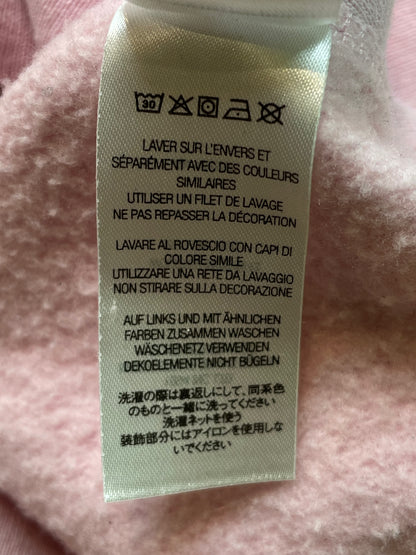 30
LAVER SUR L'ENVERS ET
SÉPARÉMENT AVEC DES COULEURS
SIMILAIRES
UTILISER UN FILET DE LAVAGE
NE PAS REPASSER LA DÉCORATION
LAVARE AL ROVESCIO CON CAPI DI
COLORE SIMILE
UTILIZZARE UNA RETE DA LAVAGGIO
NON STIRARE SULLA DECORAZIONE
AUF LINKS UND MIT ÄHNLICHEN
FARBEN ZUSAMMEN WASCHEN
WÄSCHENETZ VERWENDEN
DEKOELEMENTE NICHT BÜGELN
洗濯の際は裏返しにして、同系色
のものと一緒に洗ってください
洗濯ネットを使う
装飾部分にはアイロンを使用しな
いでください